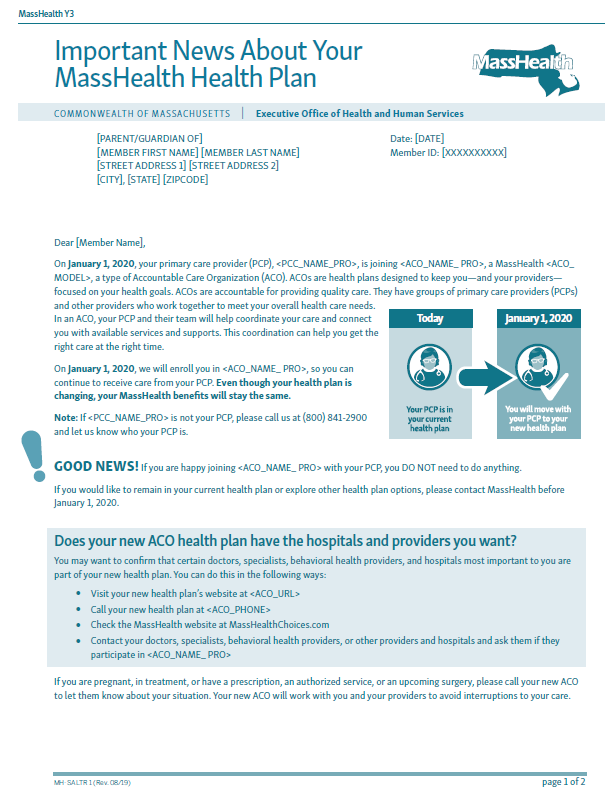 MassHealth Y3
Important News About Your
MassHealth Health Plan
MassHealth
COMMONWEALTH OF MASSACHUSETTS | Executive Office of Health and Human Services
[PARENT/GUARDIAN OF]
[MEMBER FIRST NAME] [MEMBER LAST NAME]
[STREET ADDRESS 1] [STREET ADDRESS 2]
[CITY], [STATE] [ZIPCODE]
Date: [DATE]
Member ID: [XXXXXXXXXX]
Dear [Member Name],
On January 1, 2020, your primary care provider (PCP), <PCC_NAME_PRO>, is joining <ACO_NAME_ PRO>, a MassHealth <ACO_
MODEL>, a type of Accountable Care Organization (ACO). ACOs are health plans designed to keep you—and your providers—
focused on your health goals. ACOs are accountable for providing quality care. They have groups of primary care providers (PCPs)
and other providers who work together to meet your overall health care needs.
In an ACO, your PCP and their team will help coordinate your care and connect
you with available services and supports. This coordination can help you get the
right care at the right time.
On January 1, 2020, we will enroll you in <ACO_NAME_ PRO>, so you can
continue to receive care from your PCP. Even though your health plan is
changing, your MassHealth benefits will stay the same.
Note: If <PCC_NAME_PRO> is not your PCP, please call us at (800) 841-2900
and let us know who your PCP is.
Today
Your PCP is in
your current
health plan
January 1, 2020
You will move with
your PCP to your
new health plan
! GOOD NEWS! If you are happy joining <ACO_NAME_ PRO> with your PCP, you DO NOT need to do anything.
If you would like to remain in your current health plan or explore other health plan options, please contact MassHealth before
January 1, 2020.
Does your new ACO health plan have the hospitals and providers you want?
You may want to confirm that certain doctors, specialists, behavioral health providers, and hospitals most important to you are
part of your new health plan. You can do this in the following ways:
• Visit your new health plan's website at <ACO_URL>
• Call your new health plan at <ACO_PHONE>
• Check the MassHealth website at MassHealthChoices.com
• Contact your doctors, specialists, behavioral health providers, or other providers and hospitals and ask them if they
participate in <ACO_NAME_ PRO>
If you are pregnant, in treatment, or have a prescription, an authorized service, or an upcoming surgery, please call your new ACO
to let them know about your situation. Your new ACO will work with you and your providers to avoid interruptions to your care.
MH SALTR 1 (Rev. 08/19)
page 1 of 2